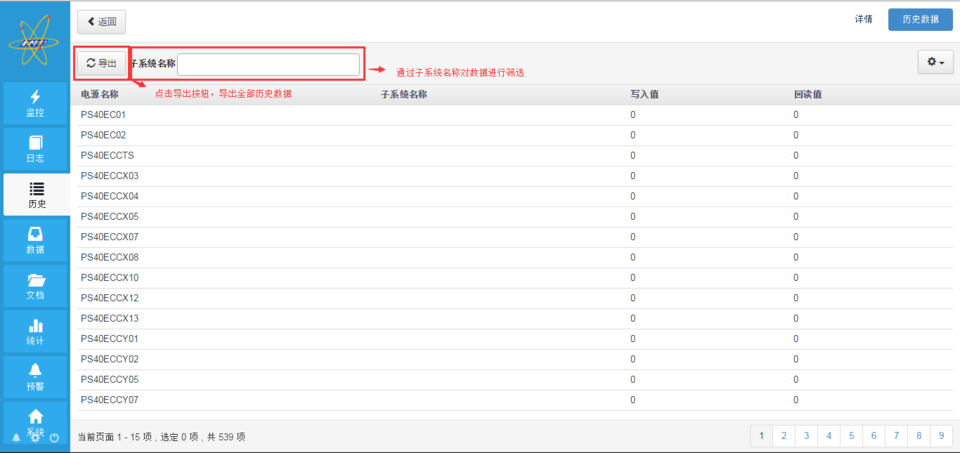 返回
详情
历史数据
导出
子系统名称
通过子系统名称对数据进行筛选
点击导出按钮，导出全部历史数据
电源名称 子系统名称 写入值 回读值
PS40EC01 0 0
PS40EC02 0 0
PS40ECCTS 0 0
PS40ECCX03 0 0
PS40ECCX04 0 0
PS40ECCX05 0 0
PS40ECCX07 0 0
PS40ECCX08 0 0
PS40ECCX10 0 0
PS40ECCX12 0 0
PS40ECCX13 0 0
PS40ECCY01 0 0
PS40ECCY02 0 0
PS40ECCY05 0 0
PS40ECCY07 0 0
监控
日志
历史
数据
文档
统计
预警
系统
当前页面 1 - 15 项，选定 0 项，共 539 项
1 2 3 4 5 6 7 8 9